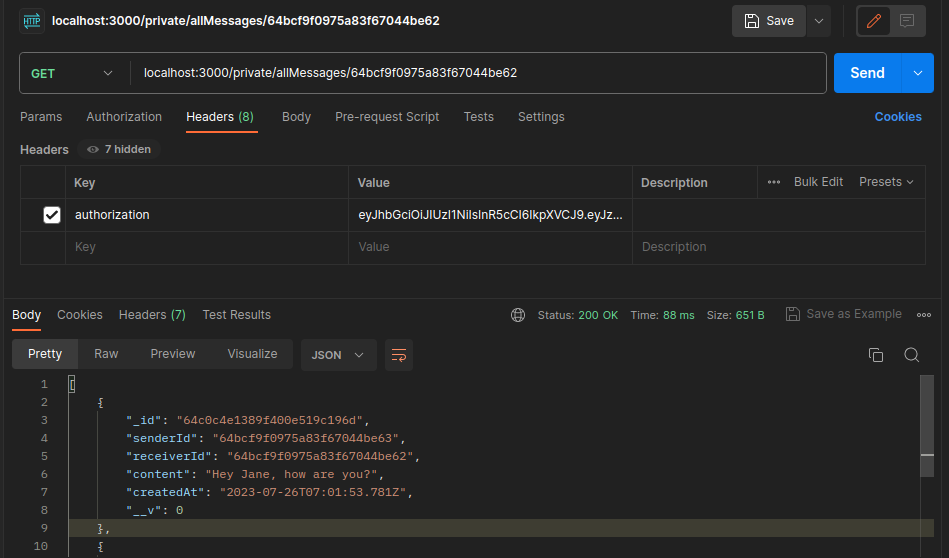 HTTP localhost:3000/private/allMessages/64bcf9f0975a83f67044be62 Save
GET localhost:3000/private/allMessages/64bcf9f0975a83f67044be62 Send
Params Authorization Headers (8) Body Pre-request Script Tests Settings Cookies
Headers 7 hidden
Key Value Description ••• Bulk Edit Presets
authorization eyJhbGciOiJIUzI1NiIsInR5cCI6IkpXVCJ9.eyJz...
Key Value Description
Body Cookies Headers (7) Test Results Status: 200 OK Time: 88 ms Size: 651 B Save as Example
Pretty Raw Preview Visualize JSON
1 [
2 {
3 "_id": "64c0c4e1389f400e519c196d",
4 "senderId": "64bcf9f0975a83f67044be63",
5 "receiverId": "64bcf9f0975a83f67044be62",
6 "content": "Hey Jane, how are you?",
7 "createdAt": "2023-07-26T07:01:53.781Z",
8 "__v": 0
9 },
10 {